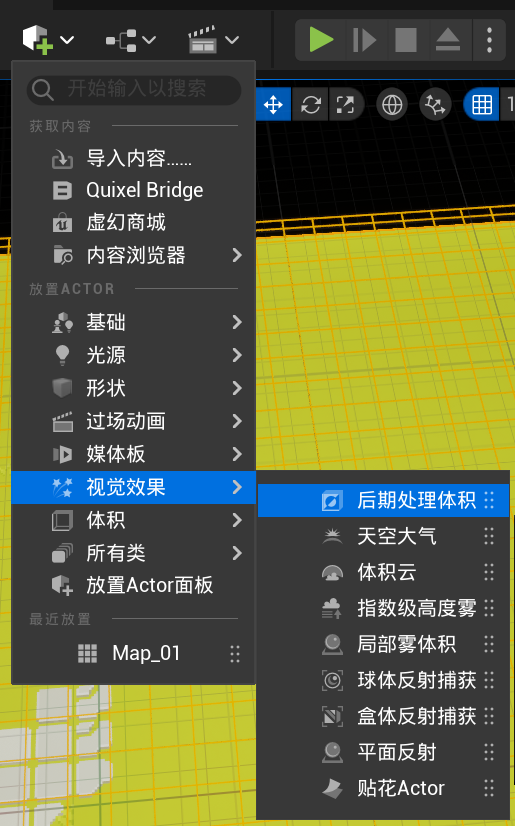 开始输入以搜索
获取内容
导入内容......
Quixel Bridge
虚幻商城
内容浏览器
放置ACTOR
基础
光源
形状
过场动画
媒体板
视觉效果
体积
所有类
放置Actor面板
最近放置
Map_01
后期处理体积
天空大气
体积云
指数级高度雾
局部雾体积
球体反射捕获
盒体反射捕获
平面反射
贴花Actor